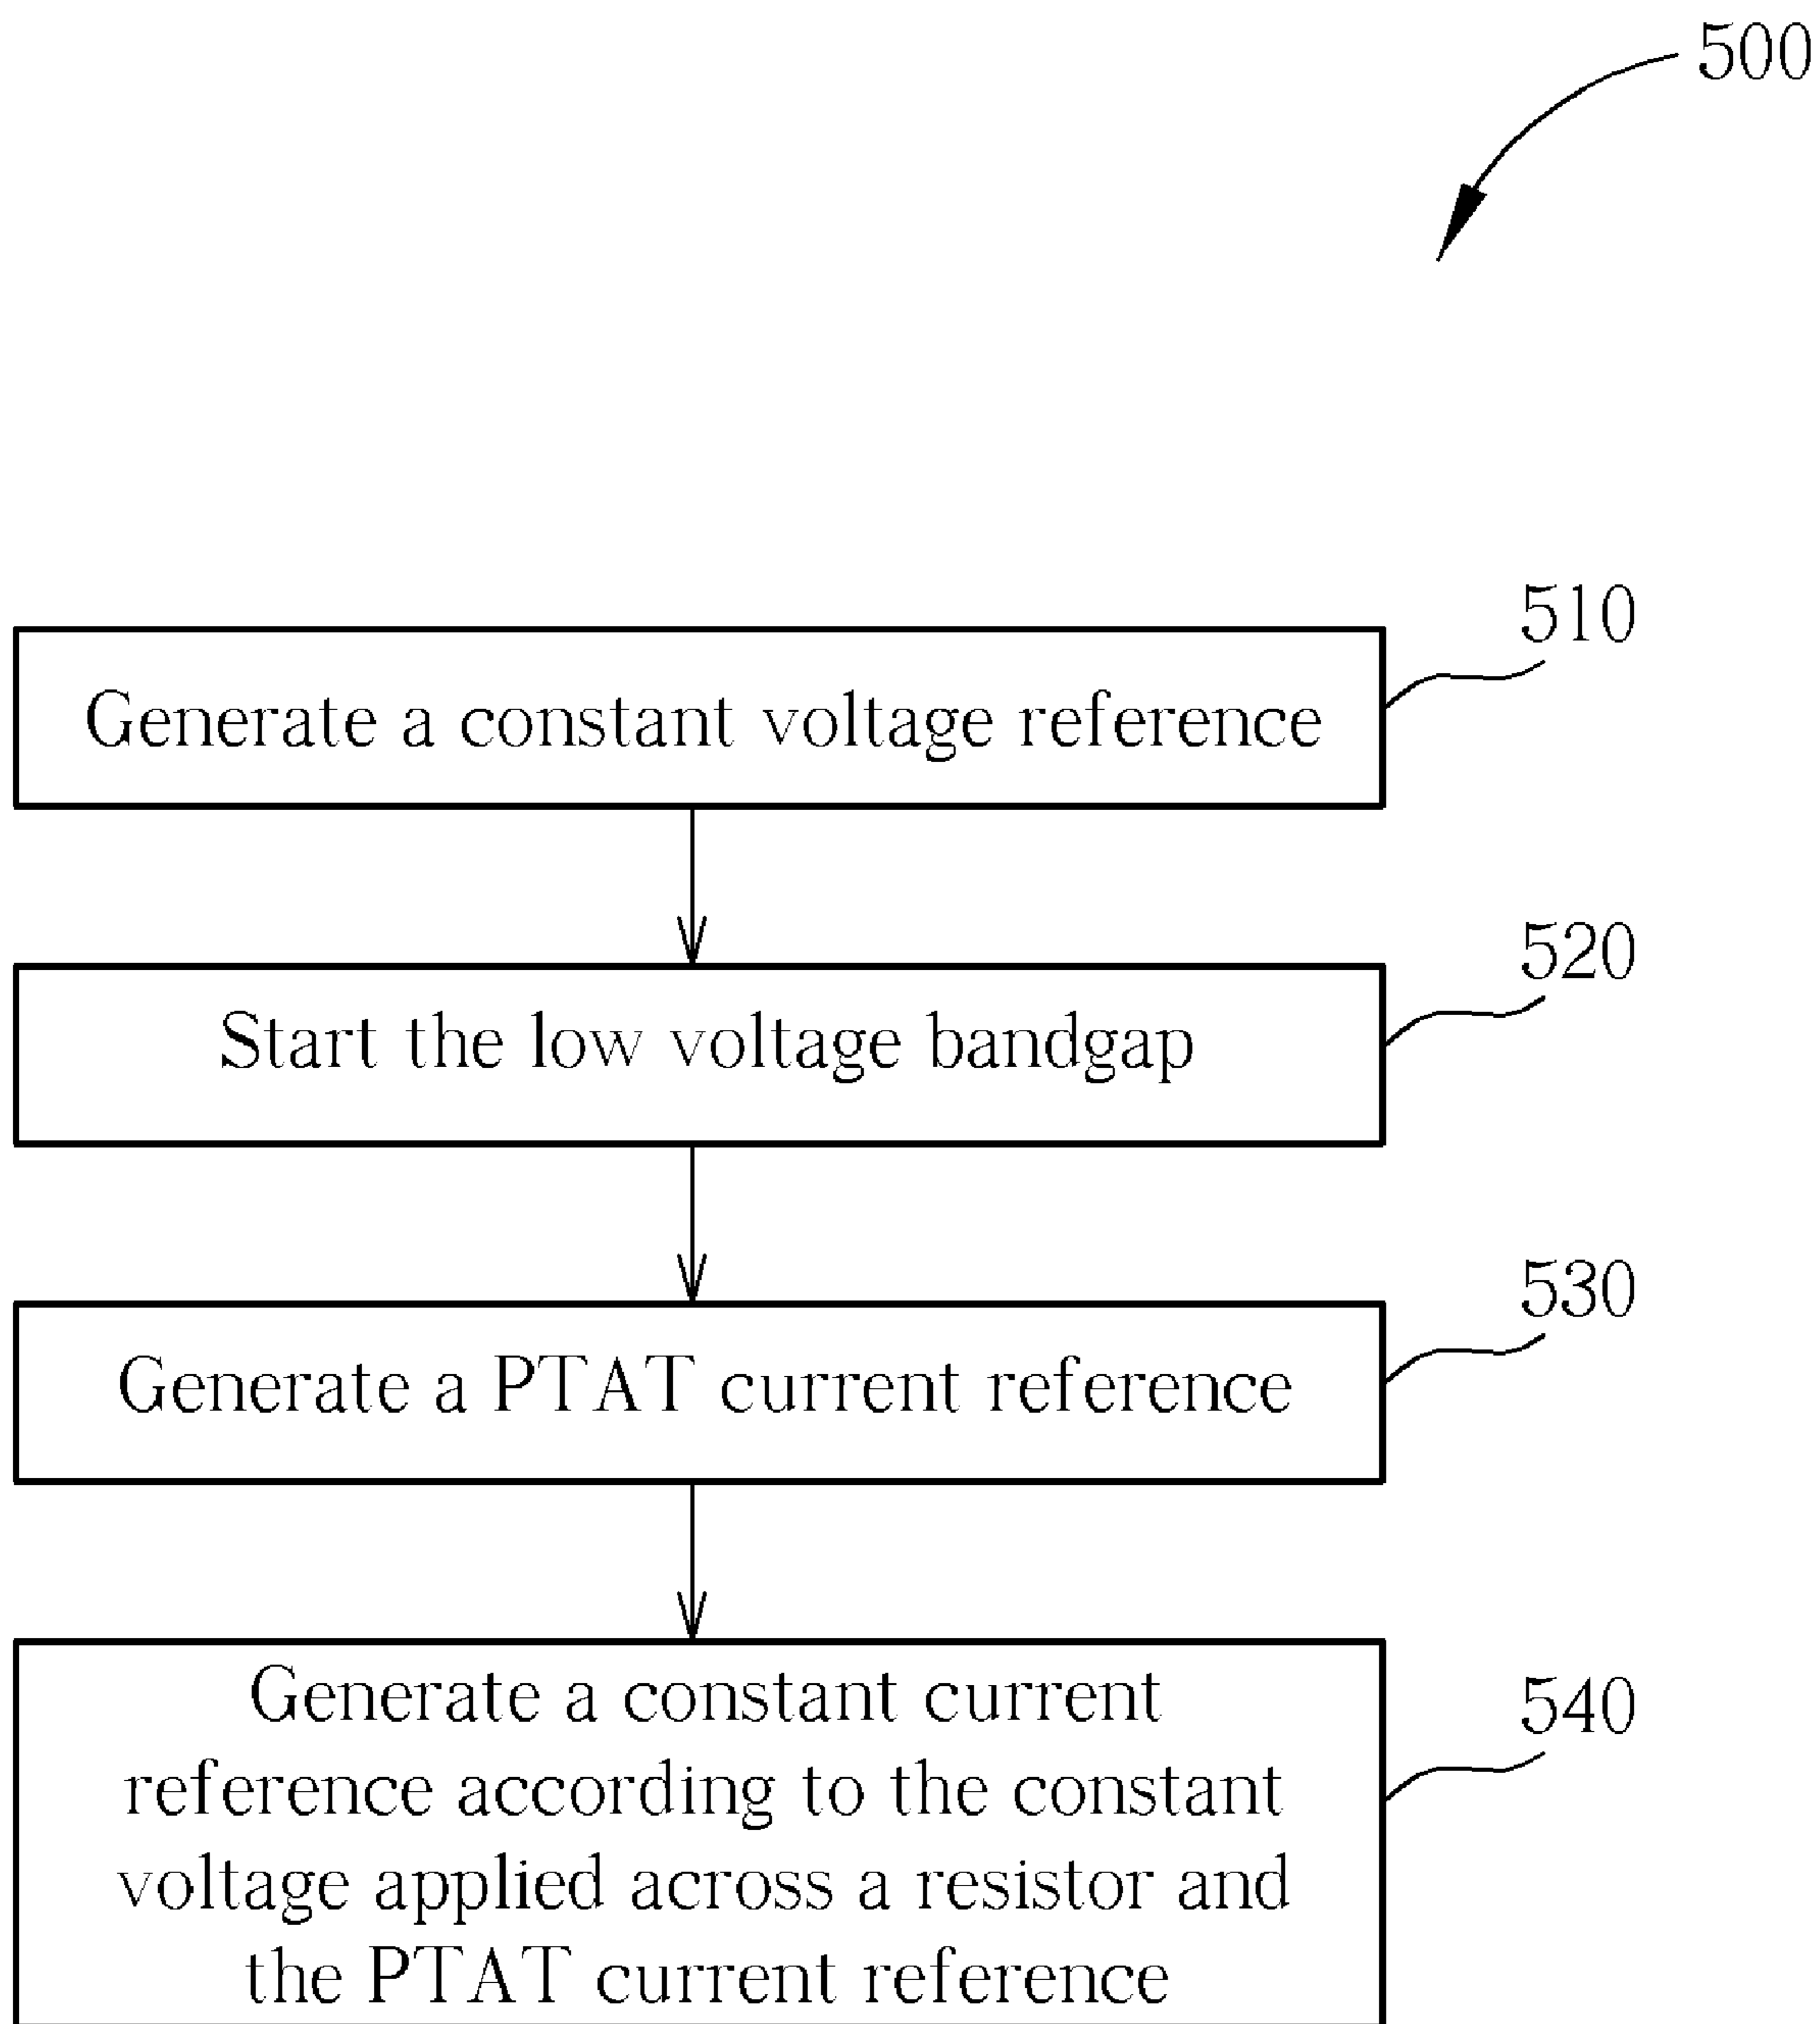 500
510
Generate a constant voltage reference
520
Start the low voltage bandgap
530
Generate a PTAT current reference
540
Generate a constant current
reference according to the constant
voltage applied across a resistor and
the PTAT current reference